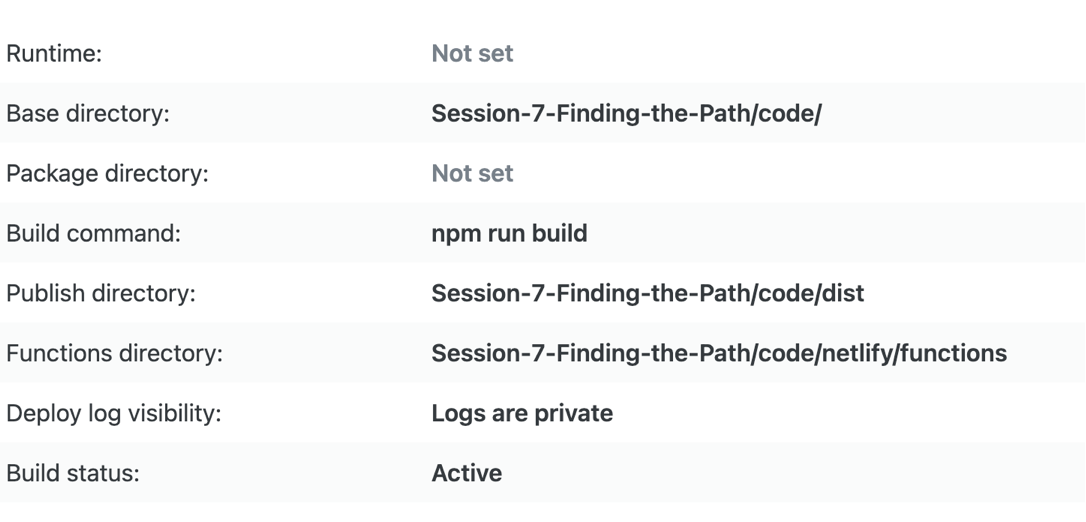 Runtime: Not set
Base directory: Session-7-Finding-the-Path/code/
Package directory: Not set
Build command: npm run build
Publish directory: Session-7-Finding-the-Path/code/dist
Functions directory: Session-7-Finding-the-Path/code/netlify/functions
Deploy log visibility: Logs are private
Build status: Active